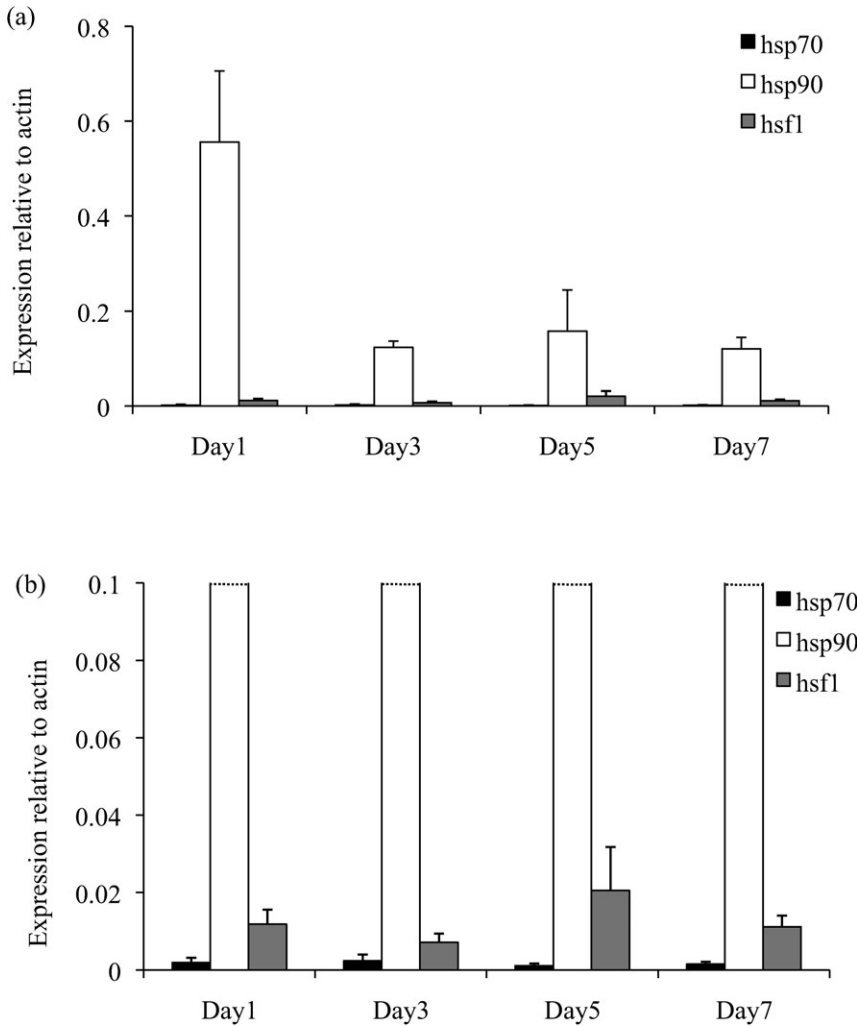 (a)
Expression relative to actin
0.8
0.6
0.4
0.2
0
hsp70
hsp90
hsf1
Day1 Day3 Day5 Day7
(b)
Expression relative to actin
0.1
0.08
0.06
0.04
0.02
0
hsp70
hsp90
hsf1
Day1 Day3 Day5 Day7